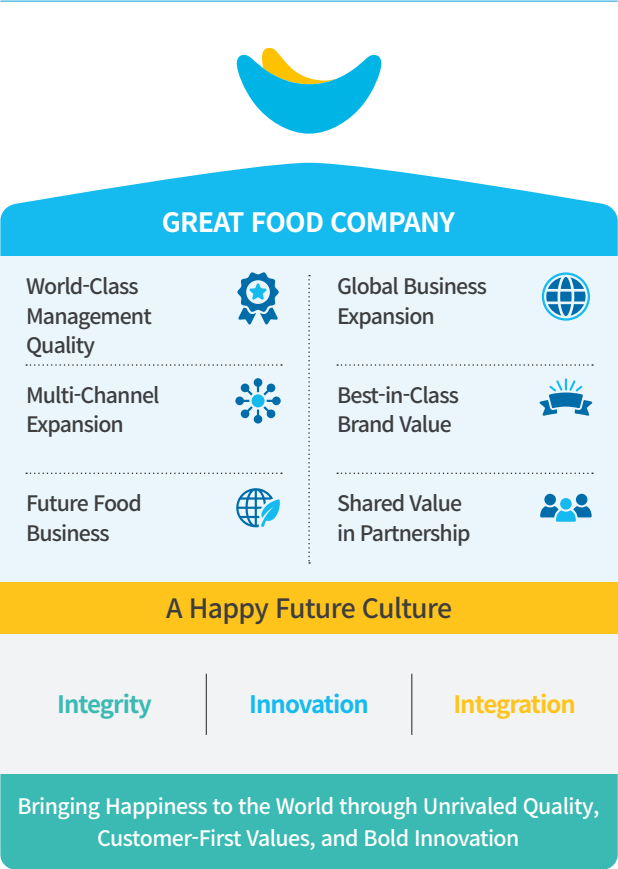 GREAT FOOD COMPANY
World-Class
Management
Quality
Global Business
Expansion
Multi-Channel
Expansion
Best-in-Class
Brand Value
Future Food
Business
Shared Value
in Partnership
A Happy Future Culture
Integrity
Innovation
Integration
Bringing Happiness to the World through Unrivaled Quality,
Customer-First Values, and Bold Innovation